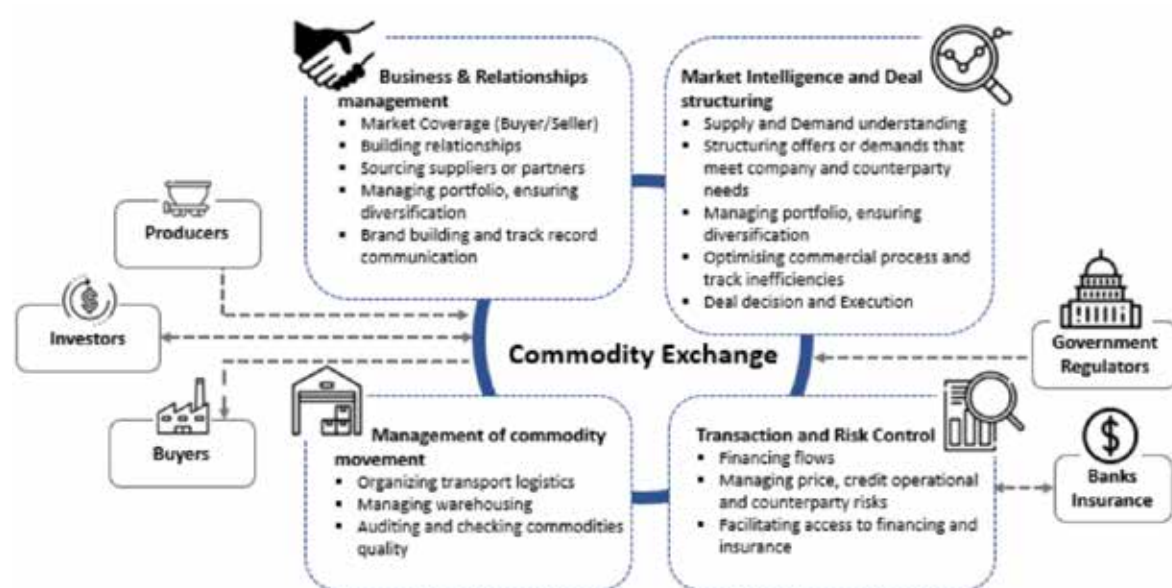 Business & Relationships
management
▪ Market Coverage (Buyer/Seller)
▪ Building relationships
▪ Sourcing suppliers or partners
▪ Managing portfolio, ensuring
diversification
▪ Brand building and track record
communication
Market Intelligence and Deal
structuring
▪ Supply and Demand understanding
▪ Structuring offers or demands that
meet company and counterparty
needs
▪ Managing portfolio, ensuring
diversification
▪ Optimising commercial process and
track inefficiencies
▪ Deal decision and Execution
Producers
Investors
Buyers
Commodity Exchange
Government
Regulators
Management of commodity
movement
▪ Organizing transport logistics
▪ Managing warehousing
▪ Auditing and checking commodities
quality
Transaction and Risk Control
▪ Financing flows
▪ Managing price, credit operational
and counterparty risks
▪ Facilitating access to financing and
insurance
Banks
Insurance